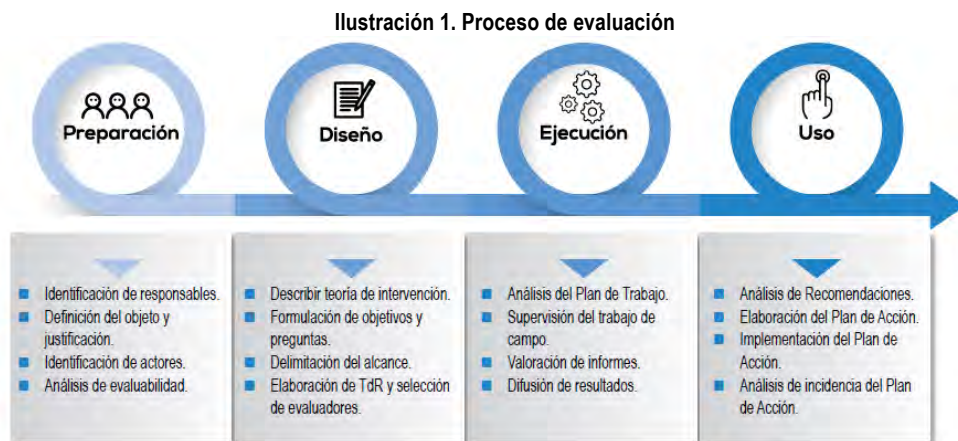 Ilustración 1. Proceso de evaluación
Preparación
Diseño
Ejecución
Uso
Identificación de responsables.
Definición del objeto y
justificación.
Identificación de actores.
Análisis de evaluabilidad.
Describir teoría de intervención.
Formulación de objetivos y
preguntas.
Delimitación del alcance.
Elaboración de TdR y selección
de evaluadores.
Análisis del Plan de Trabajo.
Supervisión del trabajo de
campo.
Valoración de informes.
Difusión de resultados.
Análisis de Recomendaciones.
Elaboración del Plan de Acción.
Implementación del Plan de
Acción.
Análisis de incidencia del Plan
de Acción.